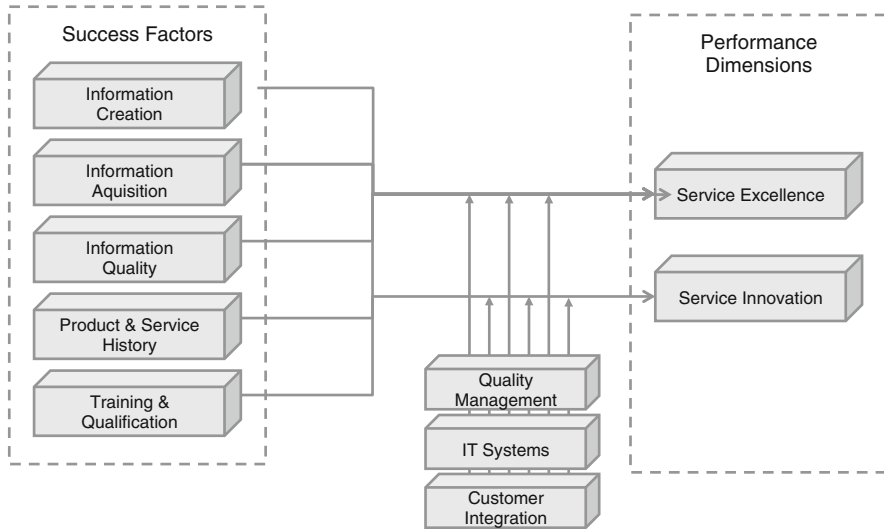 Success Factors
Information
Creation
Information
Aquisition
Information
Quality
Product & Service
History
Training &
Qualification
Quality
Management
IT Systems
Customer
Integration
Performance
Dimensions
Service Excellence
Service Innovation